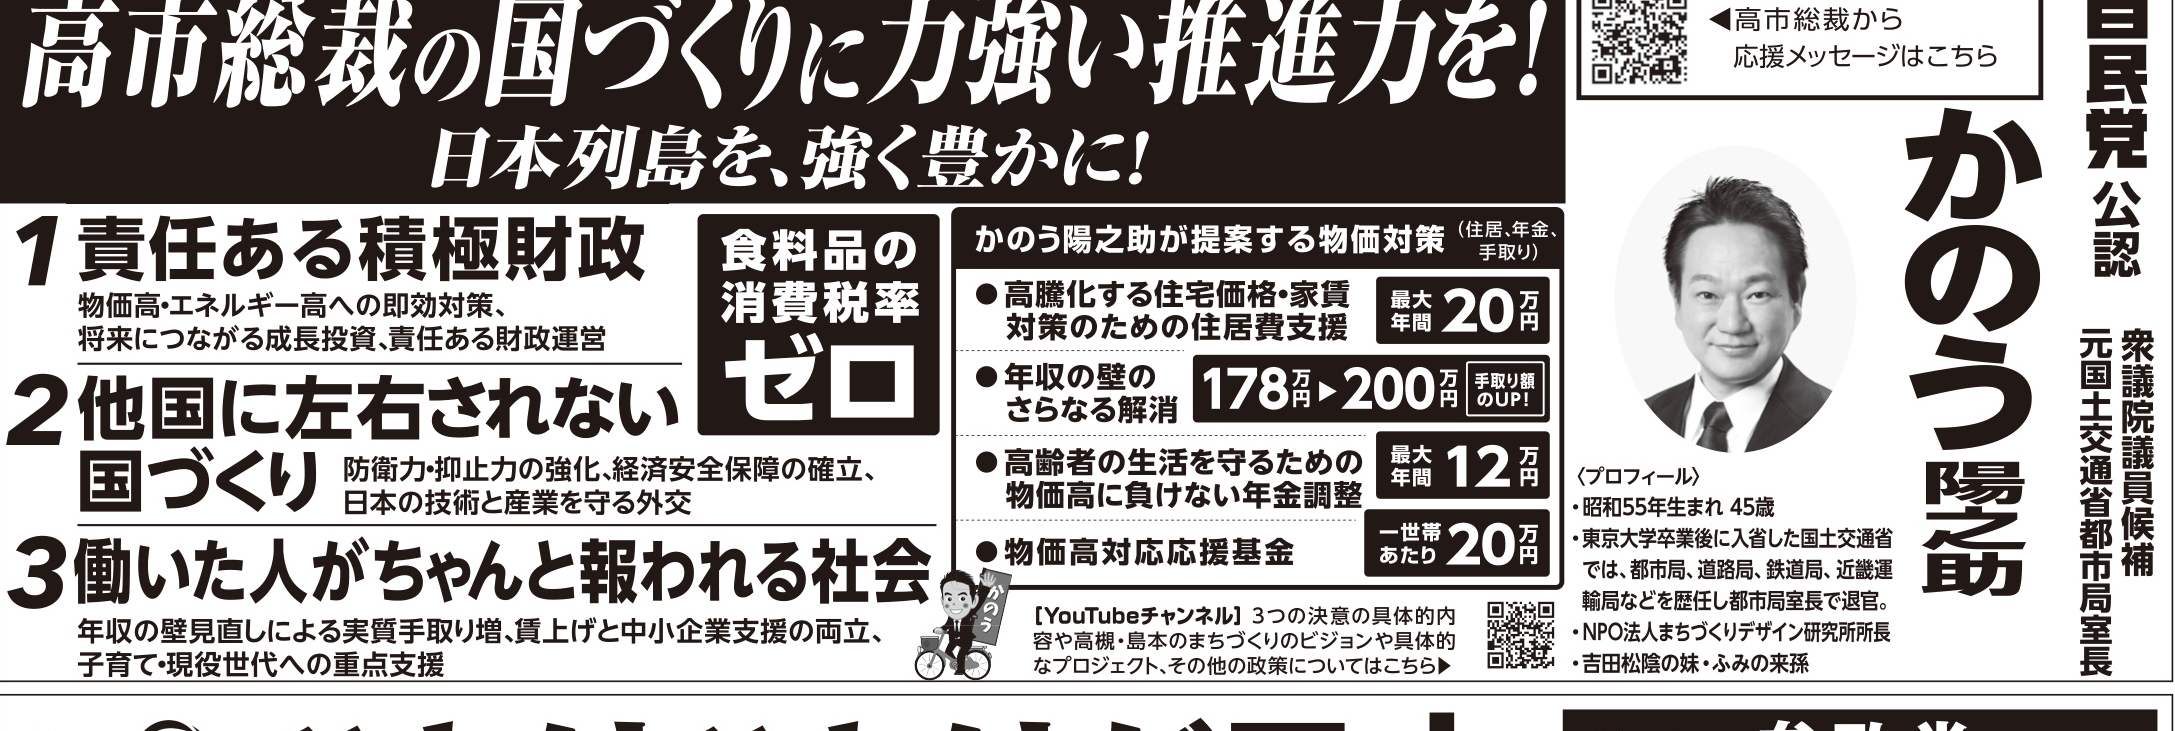 高市総裁の国づくりに力強い推進力を!
日本列島を、強く豊かに!
1 責任ある積極財政
物価高・エネルギー高への即効対策、
将来につながる成長投資、責任ある財政運営
2 他国に左右されない
国づくり
防衛力・抑止力の強化、経済安全保障の確立、
日本の技術と産業を守る外交
3 働いた人がちゃんと報われる社会
年収の壁見直しによる実質手取り増、賃上げと中小企業支援の両立、
子育て・現役世代への重点支援
食料品の
消費税率
ゼロ
かのう陽之助が提案する物価対策 (住居、年金、
手取り)
●高騰化する住宅価格・家賃
対策のための住居費支援
最大
年間 20万円
●年収の壁の
さらなる解消
178万円▶200万円
手取り額
のUP!
●高齢者の生活を守るための
物価高に負けない年金調整
最大
年間 12万円
●物価高対応応援基金
一世帯
あたり 20万円
かのう
[YouTubeチャンネル] 3つの決意の具体的内
容や高槻・島本のまちづくりのビジョンや具体的
なプロジェクト、その他の政策についてはこちら▶
◀高市総裁から
応援メッセージはこちら
自民党 公認
衆議院議員候補
元国土交通省都市局室長
かのう陽之助
〈プロフィール〉
・昭和55年生まれ 45歳
・東京大学卒業後に入省した国土交通省
では、都市局、道路局、鉄道局、近畿運
輸局などを歴任し都市局室長で退官。
・NPO法人まちづくりデザイン研究所所長
・吉田松陰の妹・ふみの来孫